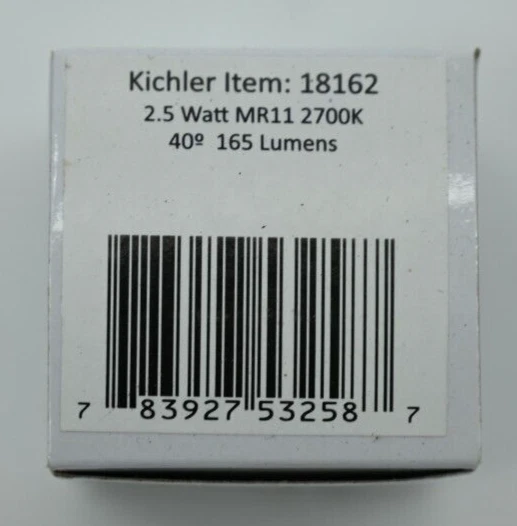 Kichler Item: 18162
2.5 Watt MR11 2700K
40º 165 Lumens
7 83927 53258 7